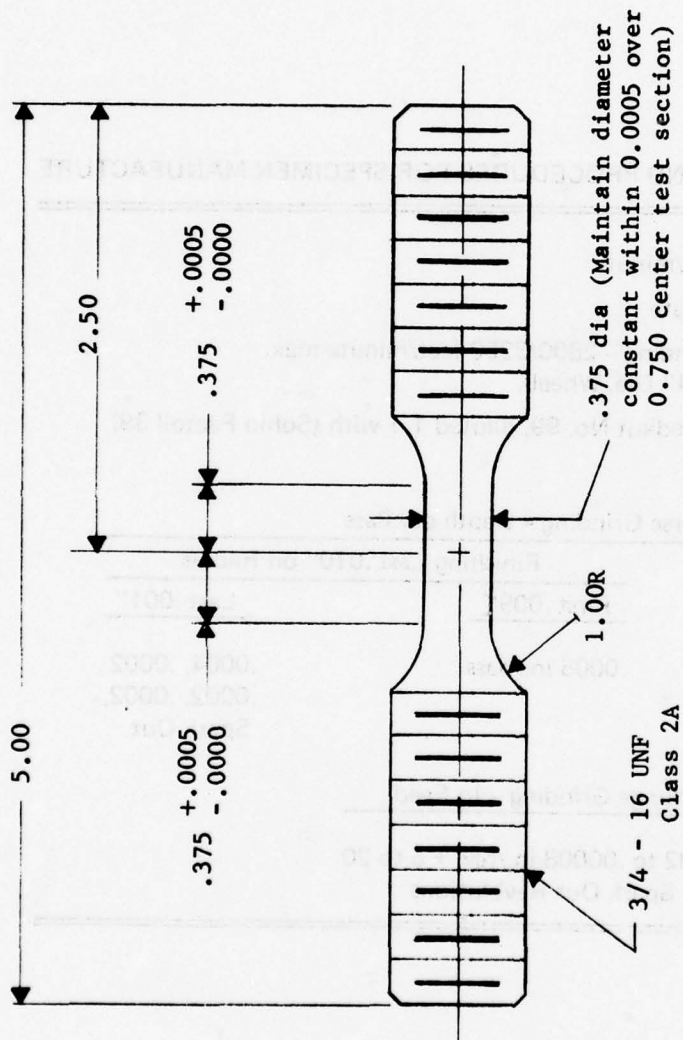 5.00
2.50
.375 +.0005
-.0000
.375 +.0005
-.0000
3/4 - 16 UNF
Class 2A
1.00R
.375 dia (Maintain diameter
constant within 0.0005 over
0.750 center test section)